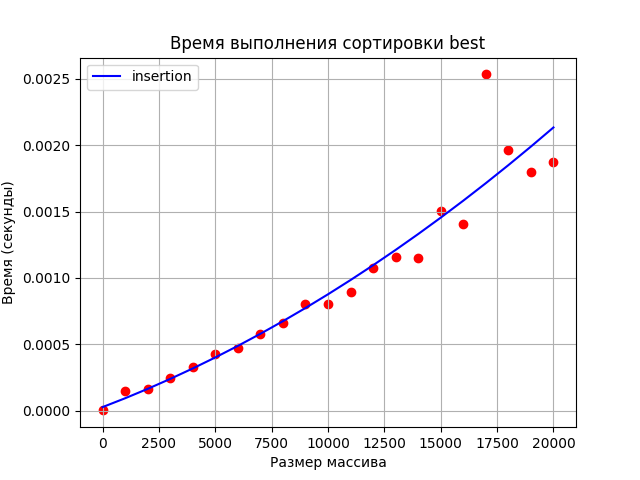 Время выполнения сортировки best
insertion
Время (секунды)
0.0025
0.0020
0.0015
0.0010
0.0005
0.0000
0 2500 5000 7500 10000 12500 15000 17500 20000
Размер массива